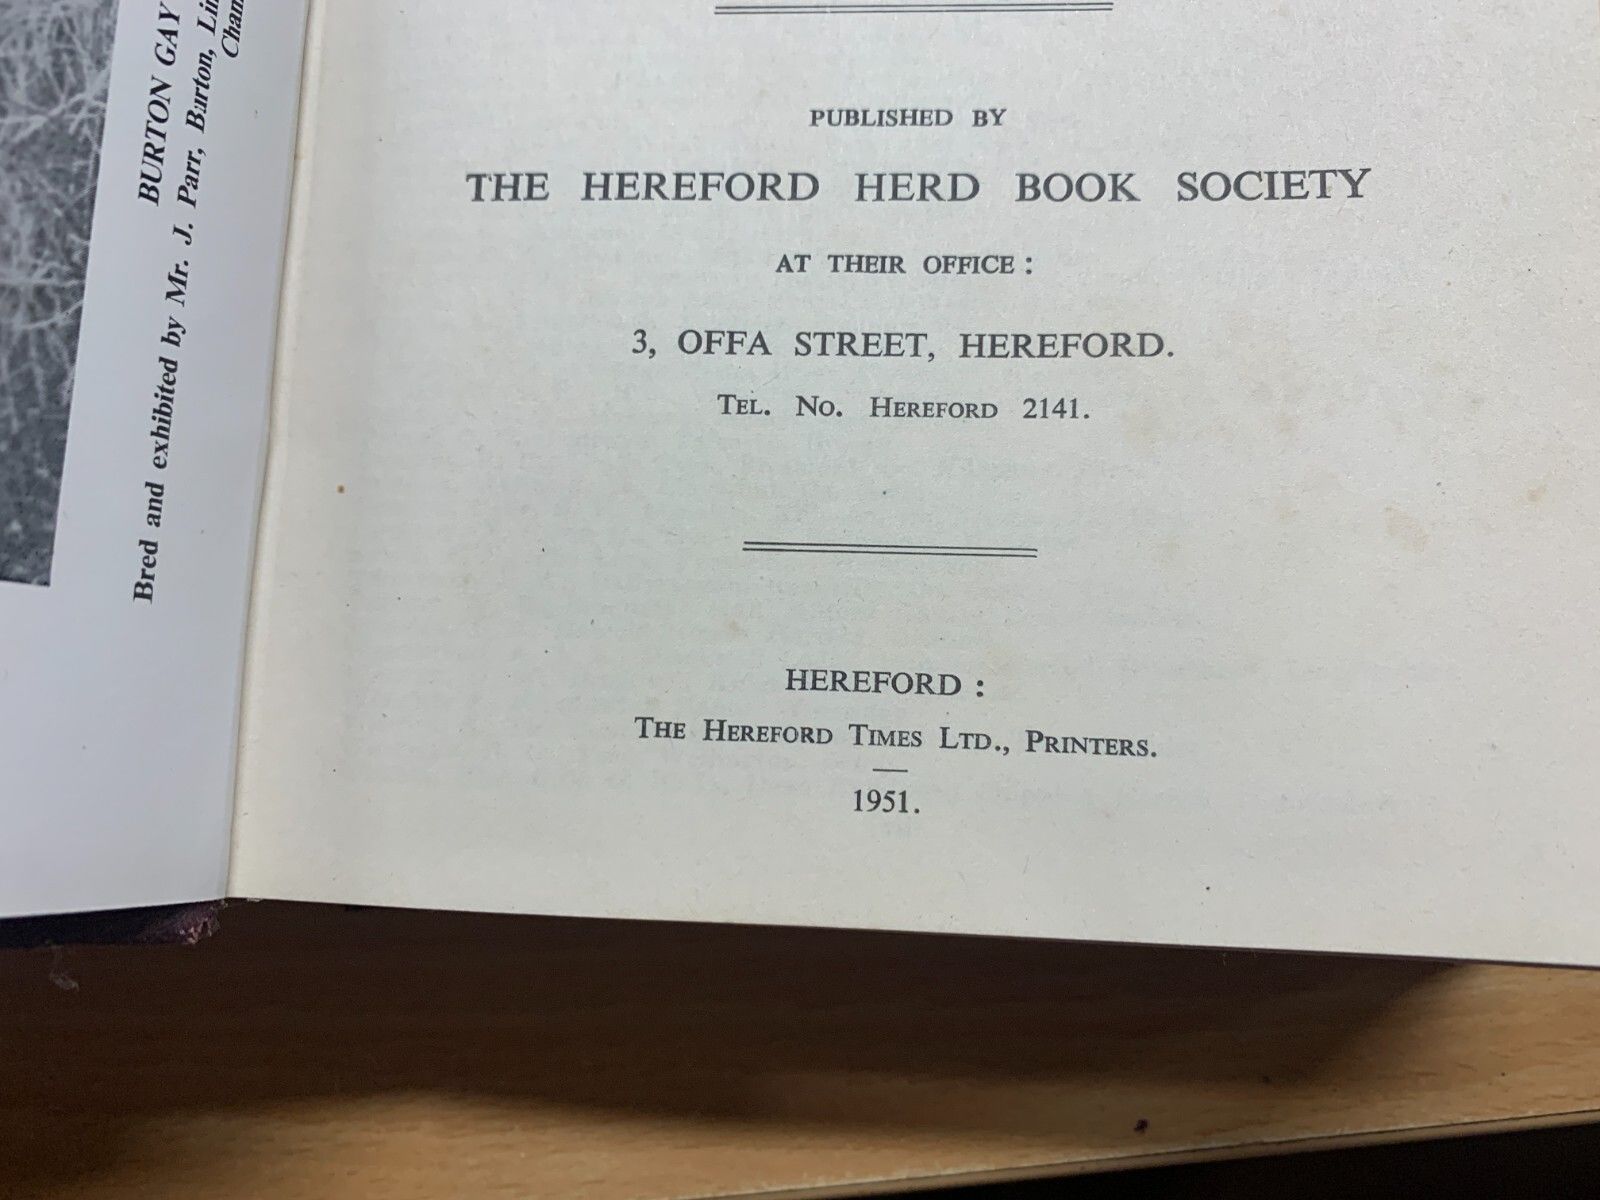 BURTON GAY
Bred and exhibited by Mr. J. Parr, Burton,
PUBLISHED BY
THE HEREFORD HERD BOOK SOCIETY
AT THEIR OFFICE :
3, OFFA STREET, HEREFORD.
TEL. NO. HEREFORD 2141.
HEREFORD :
THE HEREFORD TIMES LTD., PRINTERS.
1951.